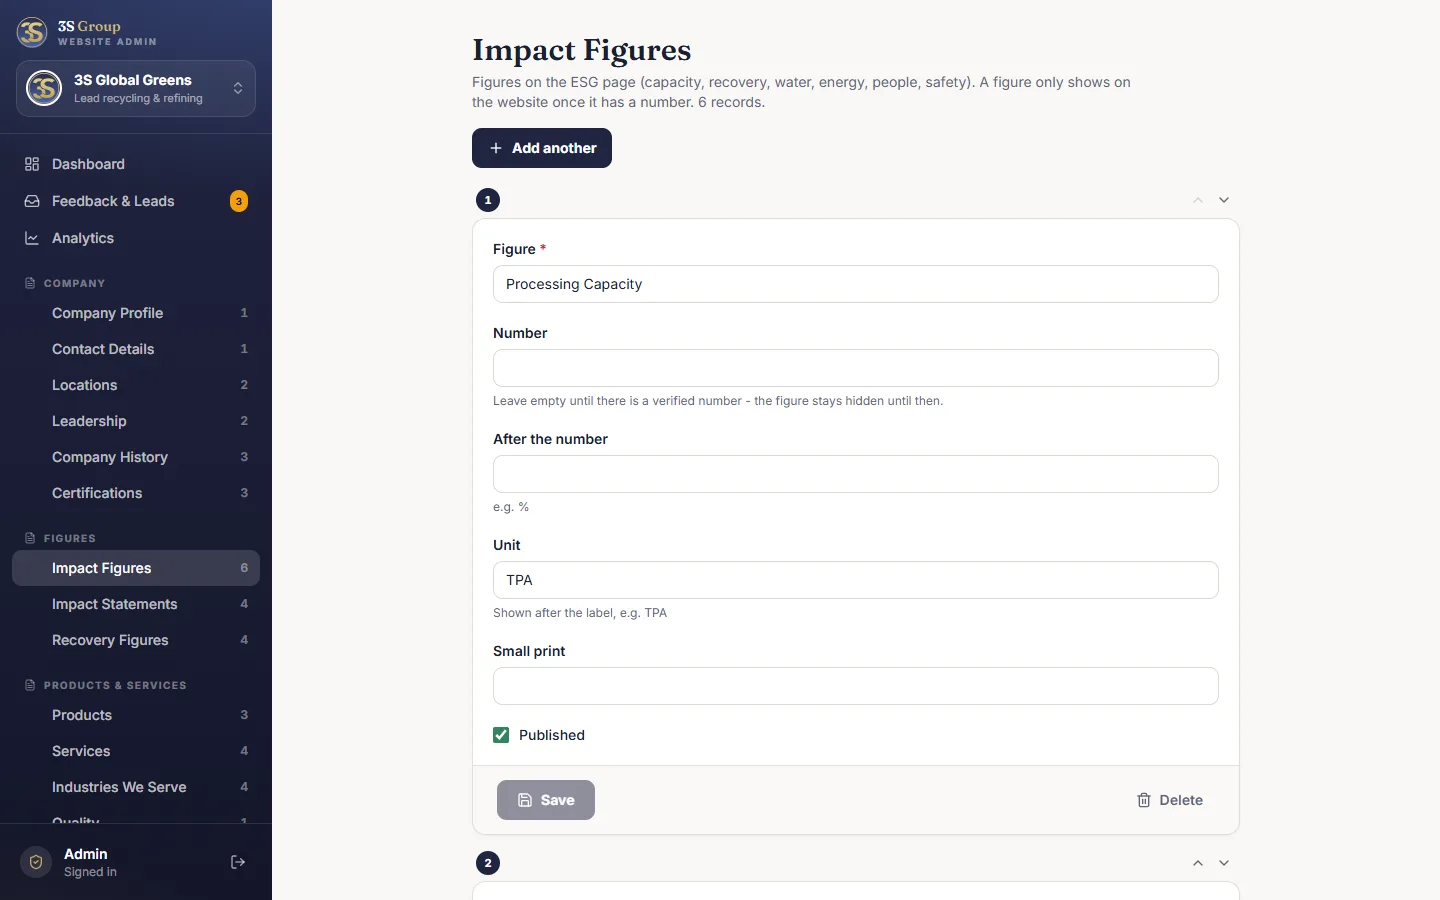 3S Group
WEBSITE ADMIN
3S Global Greens
Lead recycling & refining
Dashboard
Feedback & Leads 3
Analytics
COMPANY
Company Profile 1
Contact Details 1
Locations 2
Leadership 2
Company History 3
Certifications 3
FIGURES
Impact Figures 6
Impact Statements 4
Recovery Figures 4
PRODUCTS & SERVICES
Products 3
Services 4
Industries We Serve 4
Quality 1
Admin
Signed in
Impact Figures
Figures on the ESG page (capacity, recovery, water, energy, people, safety). A figure only shows on
the website once it has a number. 6 records.
+ Add another
1
Figure *
Processing Capacity
Number
Leave empty until there is a verified number - the figure stays hidden until then.
After the number
e.g. %
Unit
TPA
Shown after the label, e.g. TPA
Small print
Published
Save
Delete
2